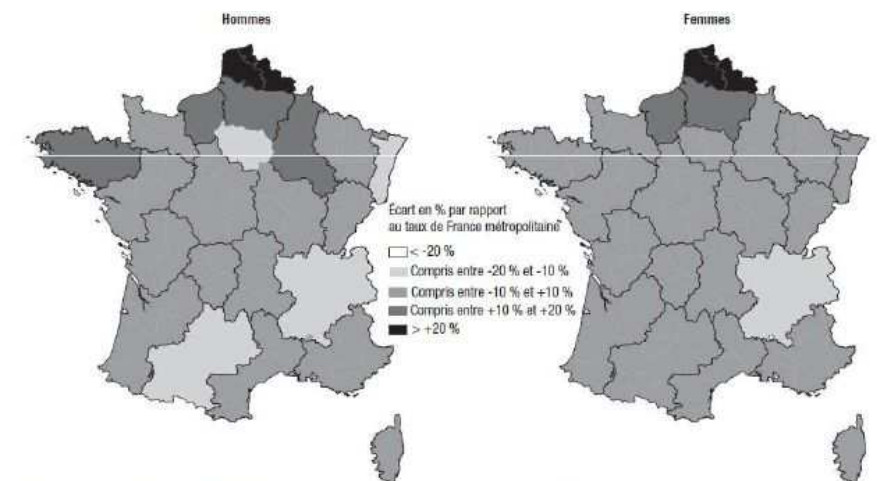 Hommes
Femmes
Écart en % par rapport
au taux de France métropolitaine
< -20 %
Compris entre -20 % et -10 %
Compris entre -10 % et +10 %
Compris entre +10 % et +20 %
> +20 %